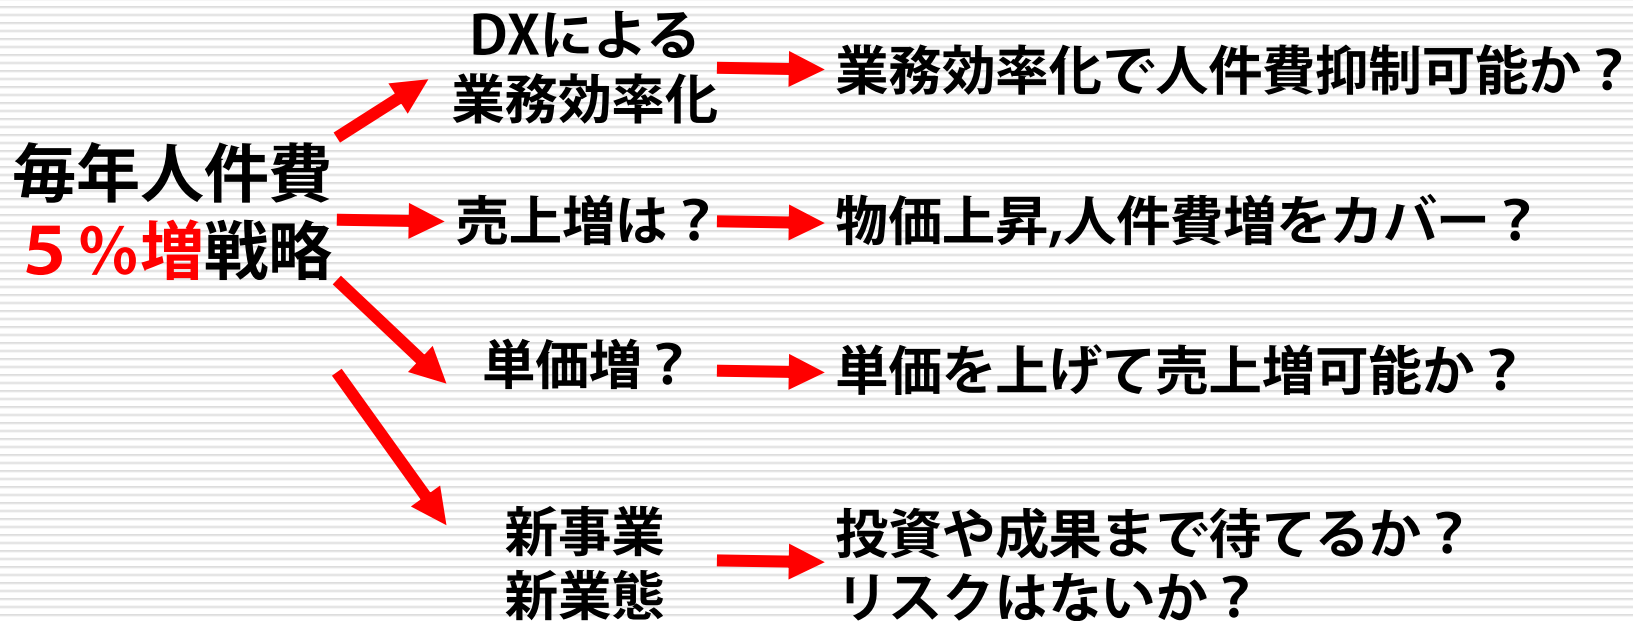 毎年人件費
５％増戦略
DXによる
業務効率化
業務効率化で人件費抑制可能か？
売上増は？
物価上昇,人件費増をカバー？
単価増？
単価を上げて売上増可能か？
新事業
新業態
投資や成果まで待てるか？
リスクはないか？